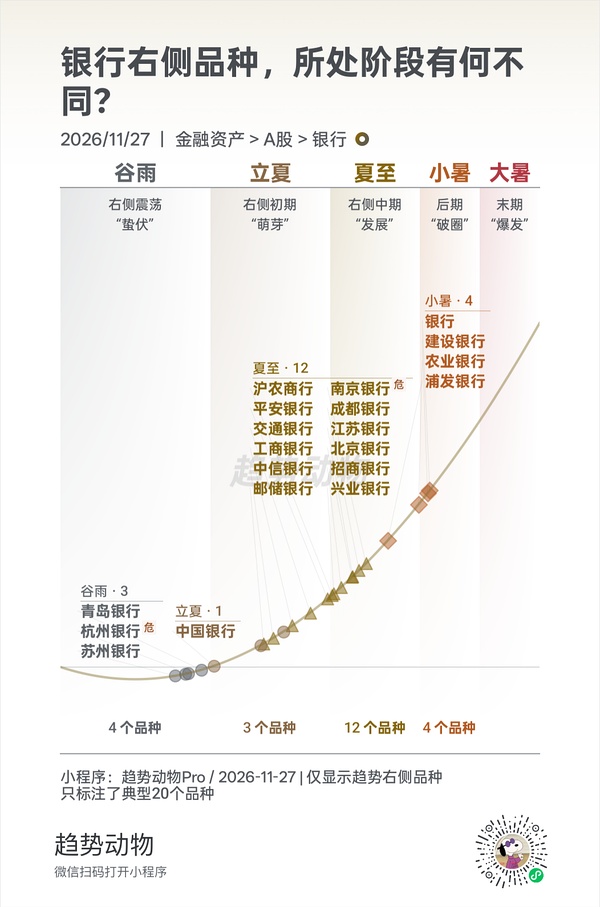 银行右侧品种，所处阶段有何不
同？
2026/11/27 ｜ 金融资产 > A股 > 银行
谷雨 立夏 夏至 小暑 大暑
右侧震荡 右侧初期 右侧中期 后期 末期
“蛰伏” “萌芽” “发展” “破圈” “爆发”
小暑 · 4
银行
建设银行
农业银行
浦发银行
夏至 · 12
沪农商行 南京银行 危
平安银行 成都银行
交通银行 江苏银行
工商银行 北京银行
中信银行 招商银行
邮储银行 兴业银行
趋势动物
谷雨 · 3
青岛银行
杭州银行 危
苏州银行
立夏 · 1
中国银行
4 个品种 3 个品种 12 个品种 4 个品种
小程序：趋势动物Pro / 2026-11-27 | 仅显示趋势右侧品种
只标注了典型20个品种
趋势动物
微信扫码打开小程序